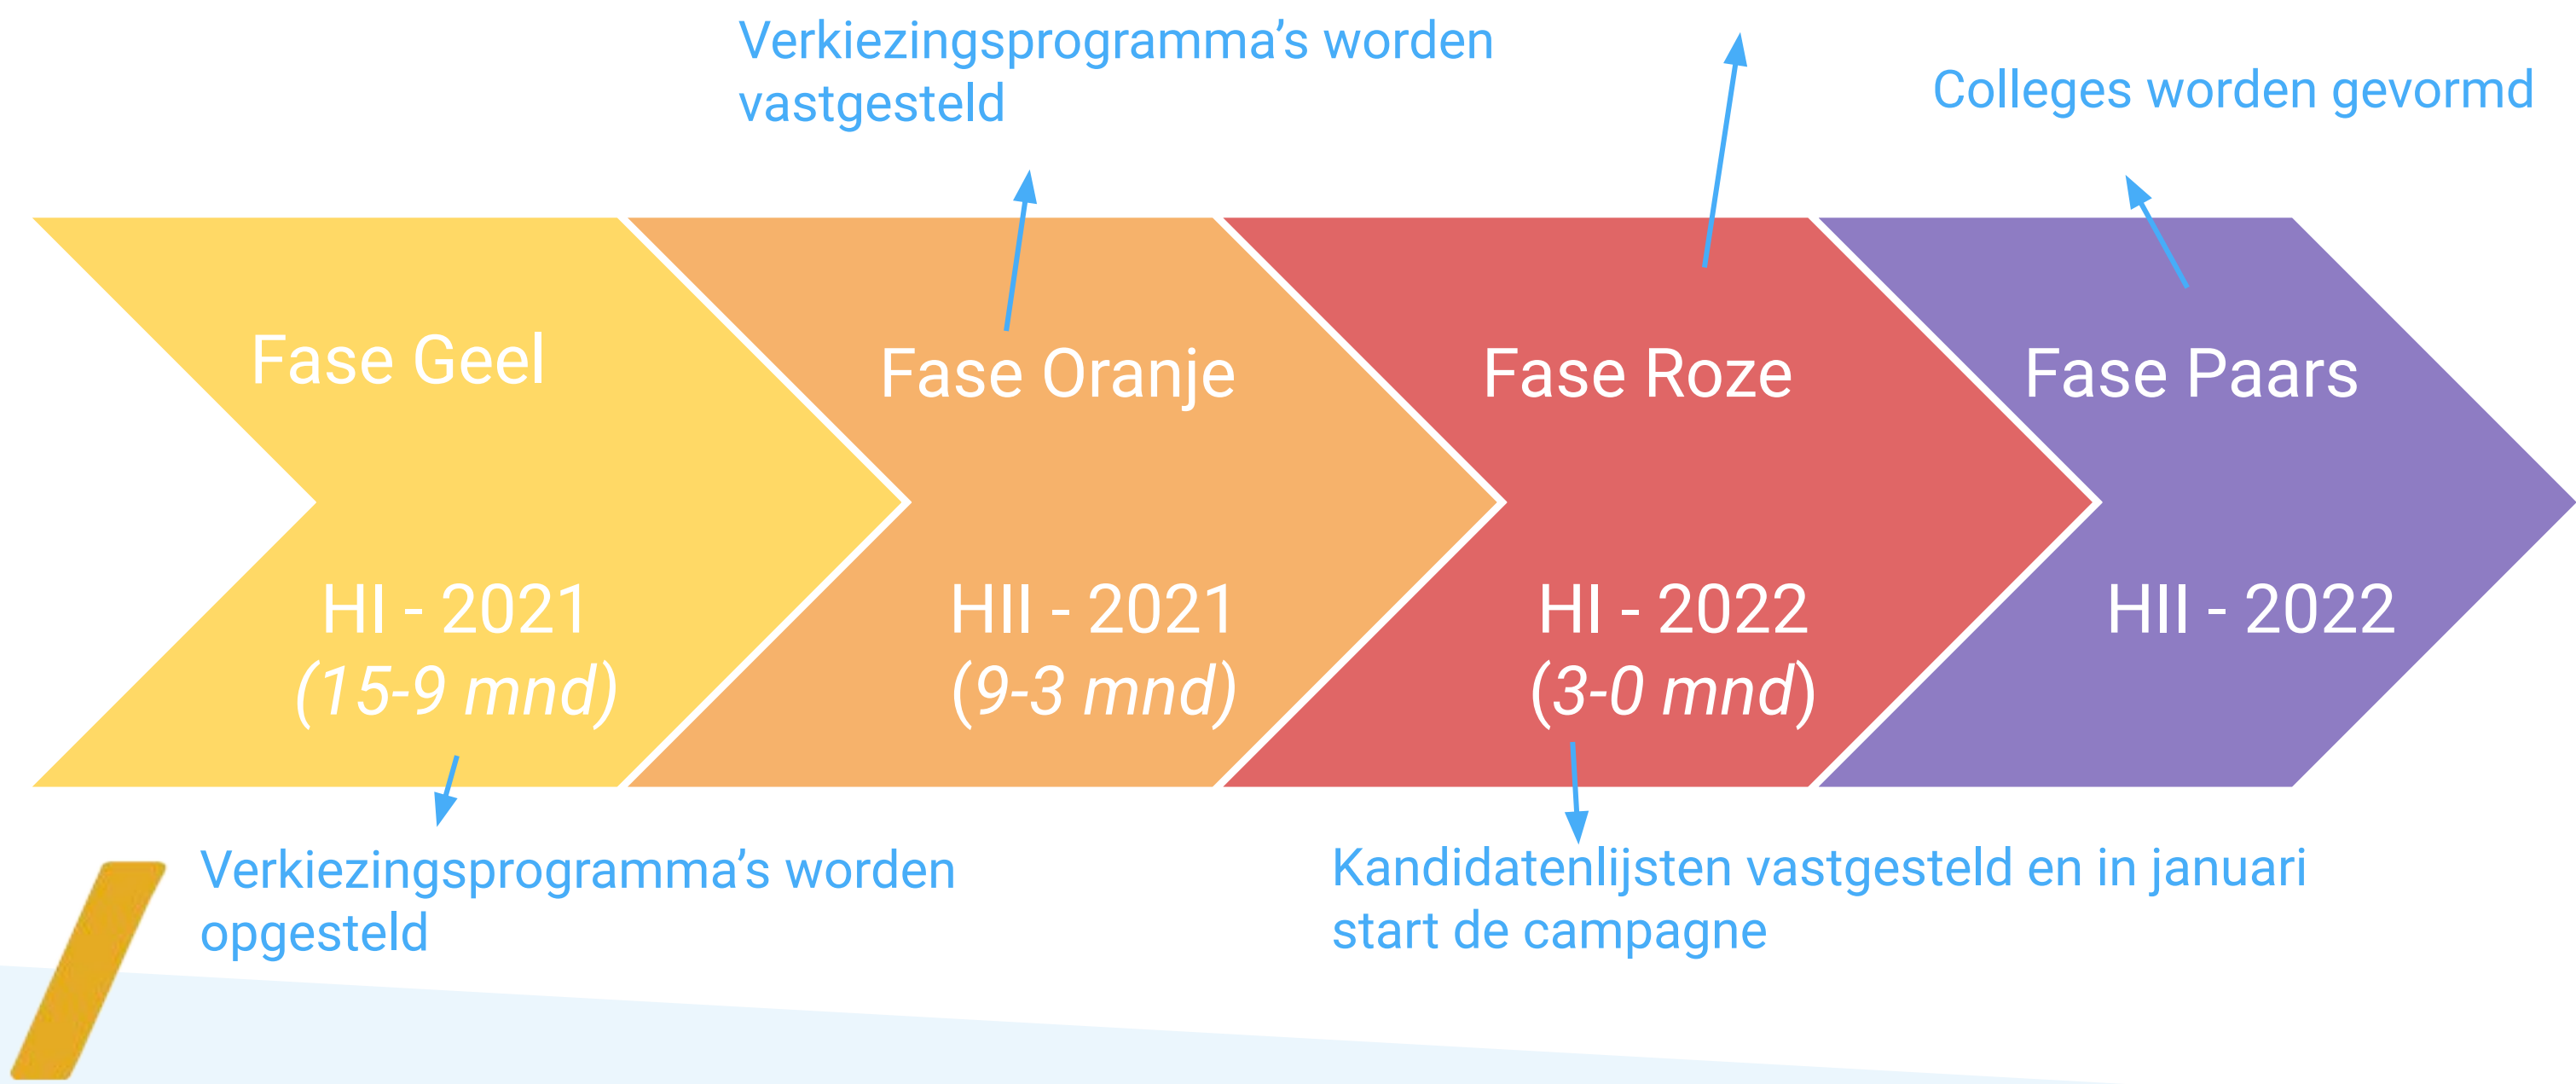 Verkiezingsprogramma's worden
vastgesteld
Colleges worden gevormd
Fase Geel
Fase Oranje
Fase Roze
Fase Paars
HI - 2021
(15-9 mnd)
HII - 2021
(9-3 mnd)
HI - 2022
(3-0 mnd)
HII - 2022
Verkiezingsprogramma's worden
opgesteld
Kandidatenlijsten vastgesteld en in januari
start de campagne